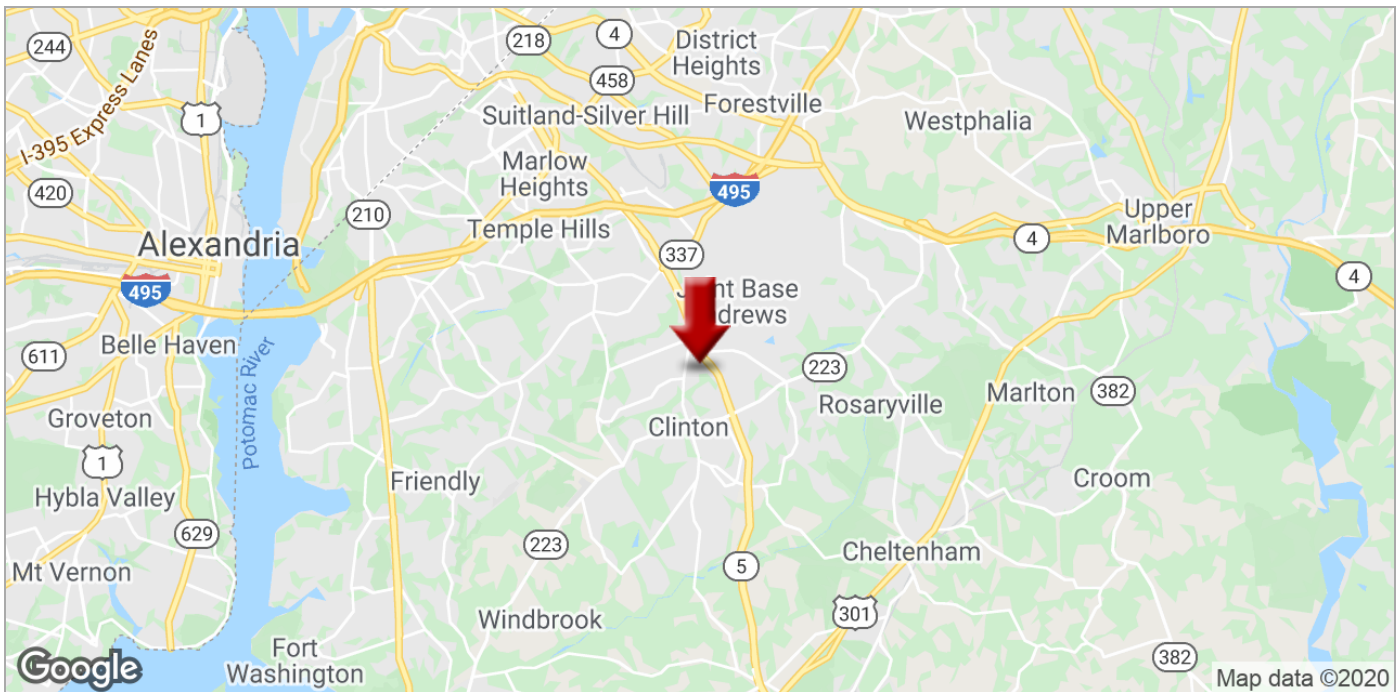 244
I-395 Express Lanes
1
218
4
458
District
Heights
Suitland-Silver Hill
Forestville
Westphalia
420
Marlow
Heights
495
210
Temple Hills
Upper
Marlboro
4
Alexandria
337
4
495
Base
611
Belle Haven
Potomac River
223
Groveton
Rosaryville
Marlton
382
Clinton
1
Hybla Valley
Friendly
Croom
629
223
Cheltenham
Mt Vernon
5
Windbrook
301
Fort
Washington
382
Google
Map data ©2020